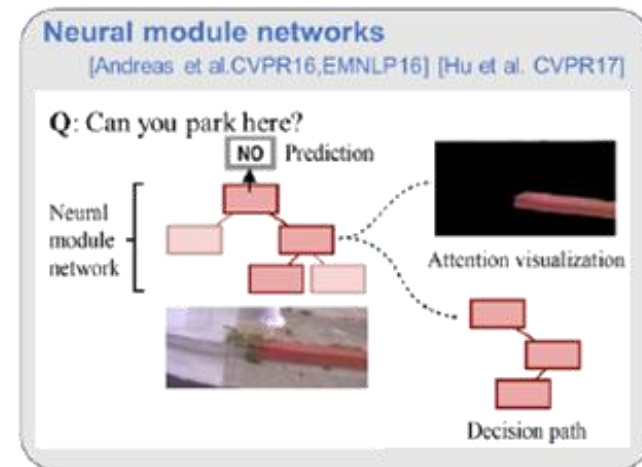 Neural module networks
[Andreas et al.CVPR16,EMNLP16] [Hu et al. CVPR17]
Q: Can you park here?
NO Prediction
Neural
module
network
Attention visualization
Decision path